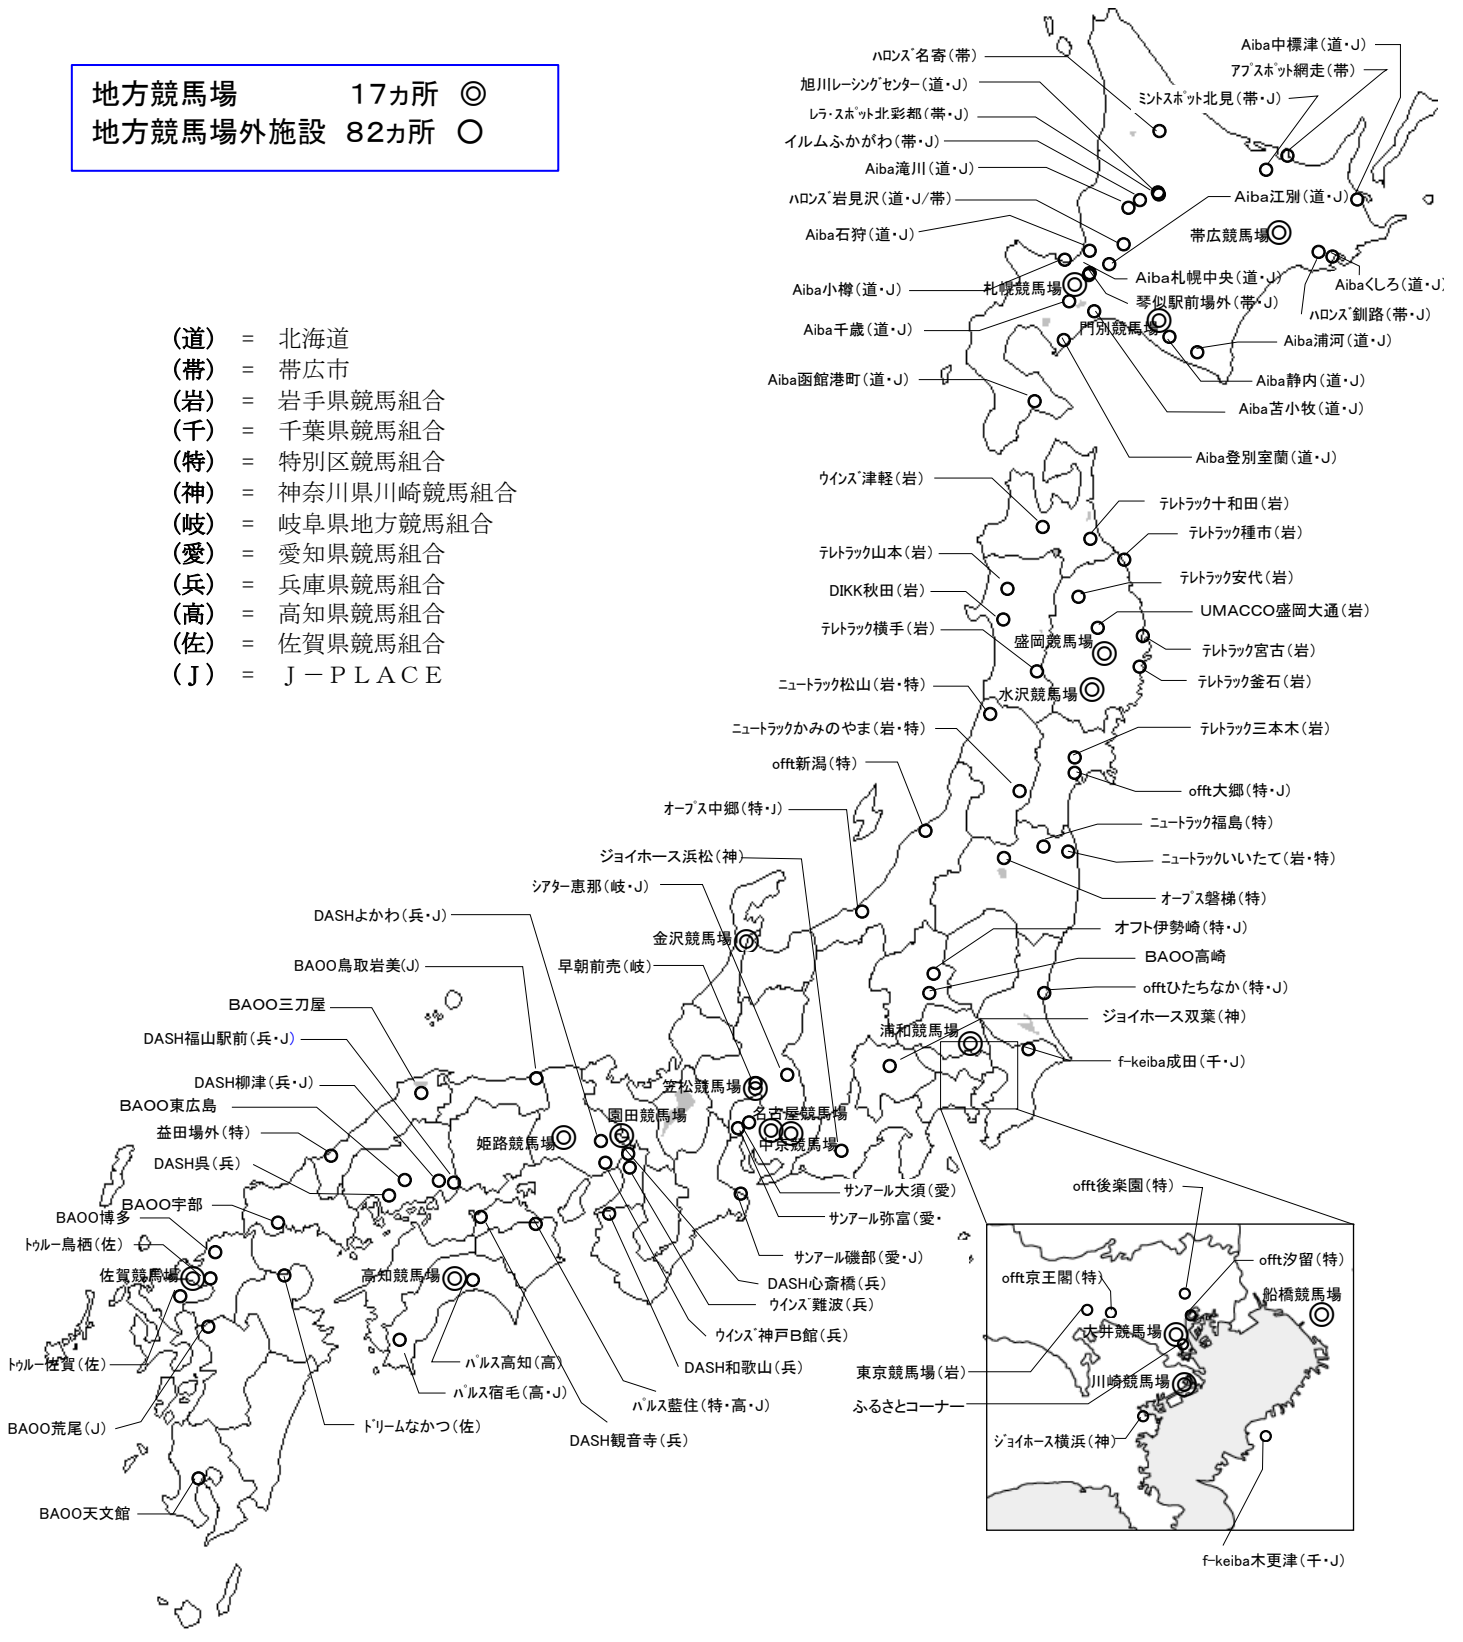 地方競馬場 17ヵ所 ◎
地方競馬場外施設 82ヵ所 ○
(道) = 北海道
(帯) = 帯広市
(岩) = 岩手県競馬組合
(千) = 千葉県競馬組合
(特) = 特別区競馬組合
(神) = 神奈川県川崎競馬組合
(岐) = 岐阜県地方競馬組合
(愛) = 愛知県競馬組合
(兵) = 兵庫県競馬組合
(高) = 高知県競馬組合
(佐) = 佐賀県競馬組合
(J) = J－PLACE
ﾊﾛﾝｽﾞ名寄(帯)
旭川ﾚｰｼﾝｸﾞｾﾝﾀｰ(道・J)
ﾚﾗ・ｽﾎﾟｯﾄ北彩都(帯・J)
イルムふかがわ(帯・J)
Aiba滝川(道・J)
ﾊﾛﾝｽﾞ岩見沢(道・J/帯)
Aiba石狩(道・J)
Aiba小樽(道・J)
Aiba千歳(道・J)
Aiba函館港町(道・J)
Aiba中標津(道・J)
ｱﾌﾟｽﾎﾟｯﾄ網走(帯)
ﾐﾝﾄｽﾎﾟｯﾄ北見(帯・J)
Aiba江別(道・J)
帯広競馬場
Aiba札幌中央(道・J)
札幌競馬場
琴似駅前場外(帯・J)
門別競馬場
Aibaくしろ(道・J)
ﾊﾛﾝｽﾞ釧路(帯・J)
Aiba浦河(道・J)
Aiba静内(道・J)
Aiba苫小牧(道・J)
Aiba登別室蘭(道・J)
ｳｲﾝｽﾞ津軽(岩)
ﾃﾚﾄﾗｯｸ十和田(岩)
ﾃﾚﾄﾗｯｸ種市(岩)
ﾃﾚﾄﾗｯｸ山本(岩)
ﾃﾚﾄﾗｯｸ安代(岩)
DIKK秋田(岩)
UMACCO盛岡大通(岩)
ﾃﾚﾄﾗｯｸ横手(岩)
盛岡競馬場
ﾃﾚﾄﾗｯｸ宮古(岩)
ﾃﾚﾄﾗｯｸ釜石(岩)
水沢競馬場
ﾆｭｰﾄﾗｯｸ松山(岩・特)
ﾆｭｰﾄﾗｯｸかみのやま(岩・特)
ﾃﾚﾄﾗｯｸ三本木(岩)
offt新潟(特)
offt大郷(特・J)
ｵｰﾌﾟｽ中郷(特・J)
ﾆｭｰﾄﾗｯｸ福島(特)
ジョイホース浜松(神)
ﾆｭｰﾄﾗｯｸいいたて(岩・特)
ｼｱﾀｰ恵那(岐・J)
ｵｰﾌﾟｽ磐梯(特)
DASHよかわ(兵・J)
オフト伊勢崎(特・J)
金沢競馬場
BAOO高崎
BAOO鳥取岩美(J)
早朝前売(岐)
offtひたちなか(特・J)
BAOO三刀屋
ジョイホース双葉(神)
DASH福山駅前(兵・J)
浦和競馬場
f-keiba成田(千・J)
DASH柳津(兵・J)
笠松競馬場
BAOO東広島
園田競馬場
名古屋競馬場
益田場外(特)
姫路競馬場
中京競馬場
DASH呉(兵)
サンアール大須(愛)
BAOO宇部
BAOO博多
サンアール弥富(愛・
ﾄｩﾙｰ鳥栖(佐)
サンアール磯部(愛・J)
佐賀競馬場
高知競馬場
DASH心斎橋(兵)
ｳｲﾝｽﾞ難波(兵)
ｳｲﾝｽﾞ神戸B館(兵)
ﾄｩﾙｰ佐賀(佐)
ﾊﾟﾙｽ高知(高)
DASH和歌山(兵)
ﾊﾟﾙｽ宿毛(高・J)
ﾊﾟﾙｽ藍住(特・高・J)
BAOO荒尾(J)
ﾄﾞﾘｰﾑなかつ(佐)
DASH観音寺(兵)
BAOO天文館
offt後楽園(特)
offt汐留(特)
offt京王閣(特)
船橋競馬場
大井競馬場
東京競馬場(岩)
川崎競馬場
ふるさとコーナー
ｼﾞｮｲﾎｰｽ横浜(神)
f-keiba木更津(千・J)